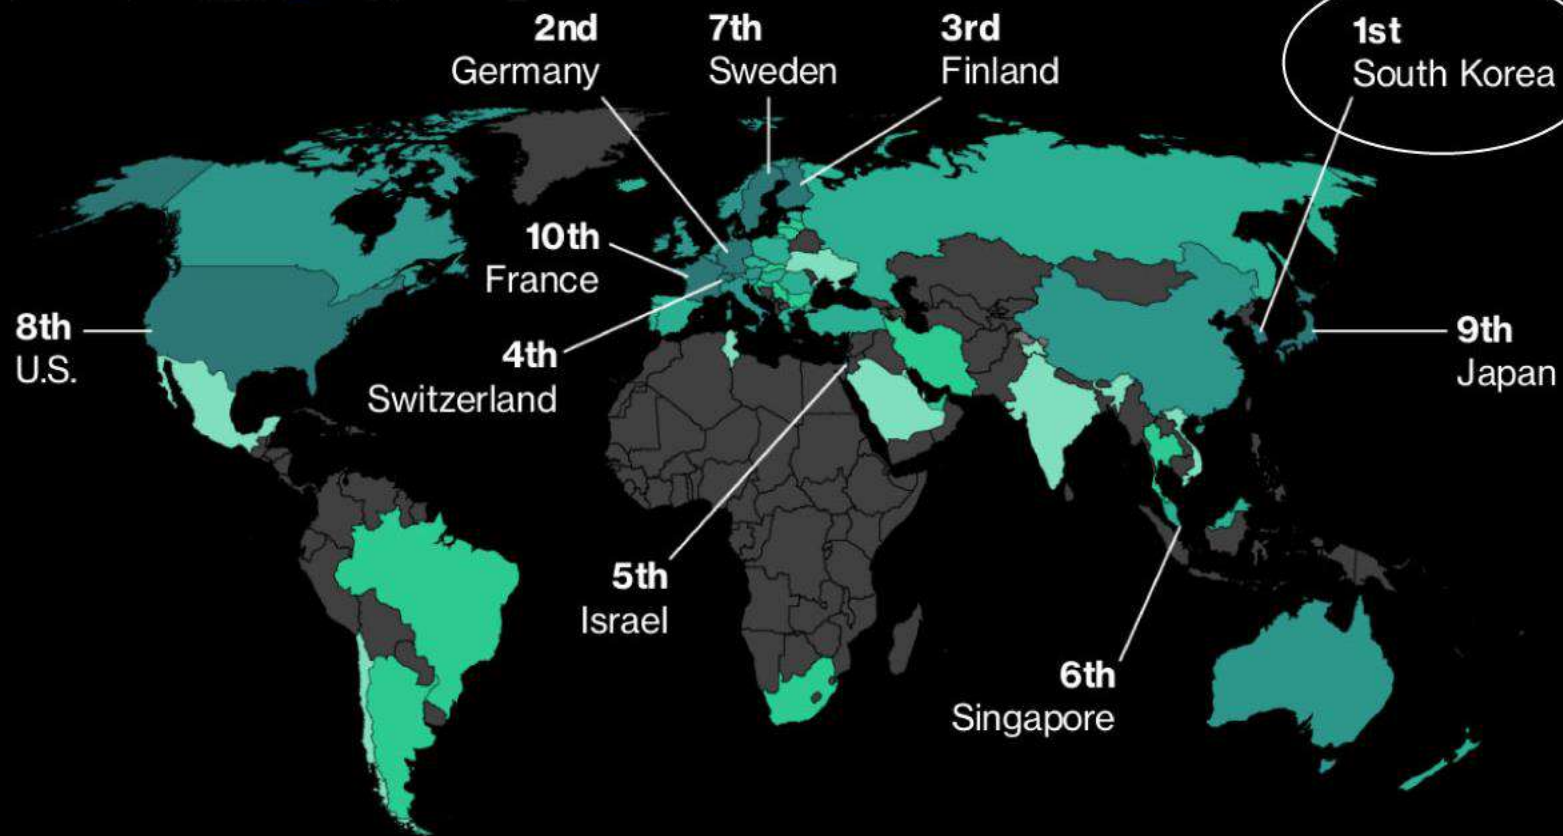 2nd
Germany
7th
Sweden
3rd
Finland
1st
South Korea
10th
France
8th
U.S.
4th
Switzerland
9th
Japan
5th
Israel
6th
Singapore